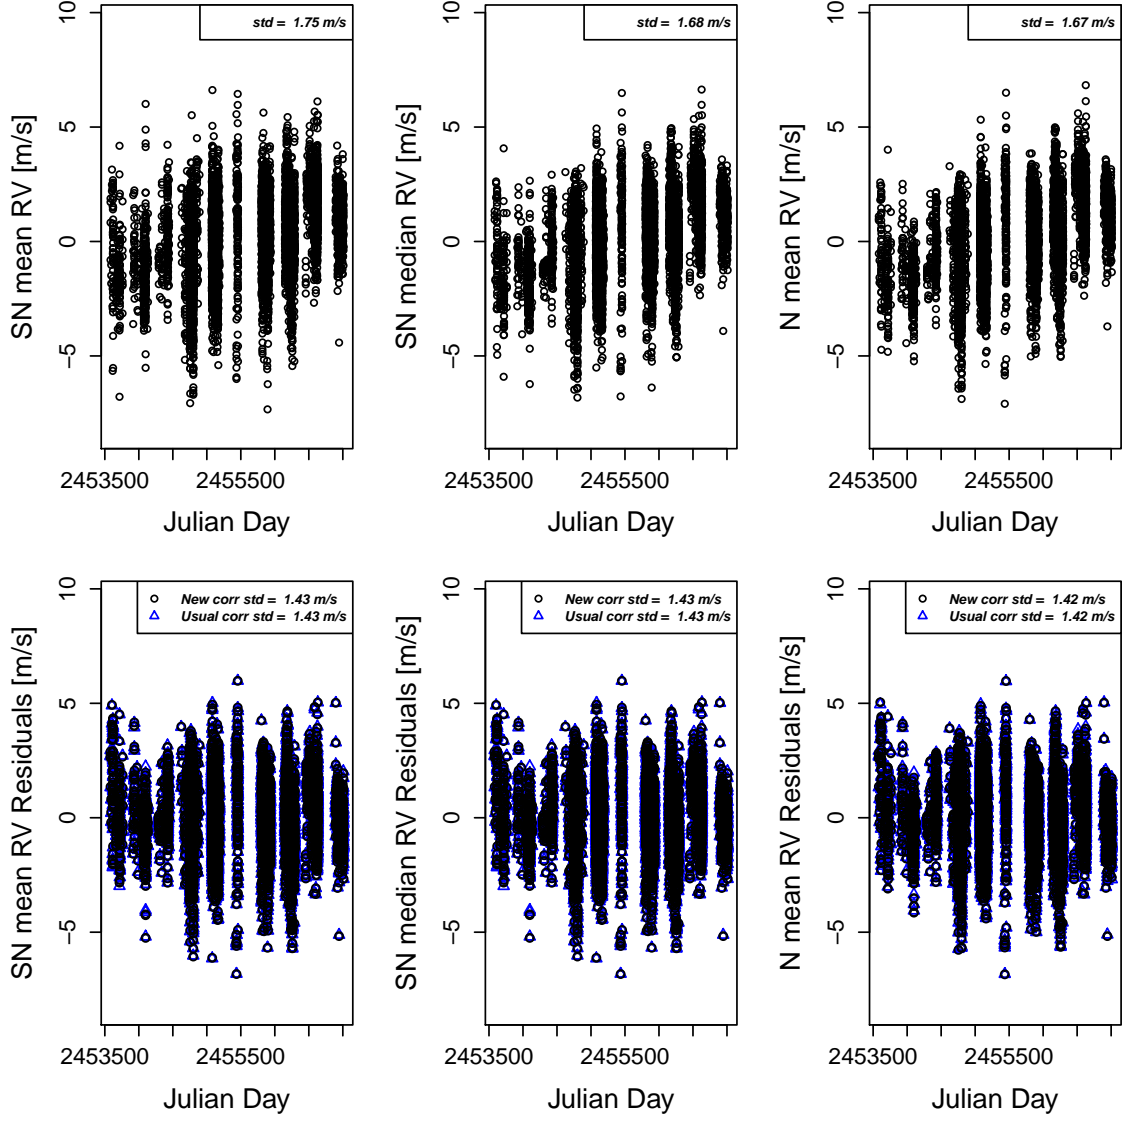 std = 1.75 m/s
SN mean RV [m/s]
10
5
0
−5
2453500 2455500
Julian Day
std = 1.68 m/s
SN median RV [m/s]
10
5
0
−5
2453500 2455500
Julian Day
std = 1.67 m/s
N mean RV [m/s]
10
5
0
−5
2453500 2455500
Julian Day
New corr std = 1.43 m/s
Usual corr std = 1.43 m/s
SN mean RV Residuals [m/s]
10
5
0
−5
2453500 2455500
Julian Day
New corr std = 1.43 m/s
Usual corr std = 1.43 m/s
SN median RV Residuals [m/s]
10
5
0
−5
2453500 2455500
Julian Day
New corr std = 1.42 m/s
Usual corr std = 1.42 m/s
N mean RV Residuals [m/s]
10
5
0
−5
2453500 2455500
Julian Day